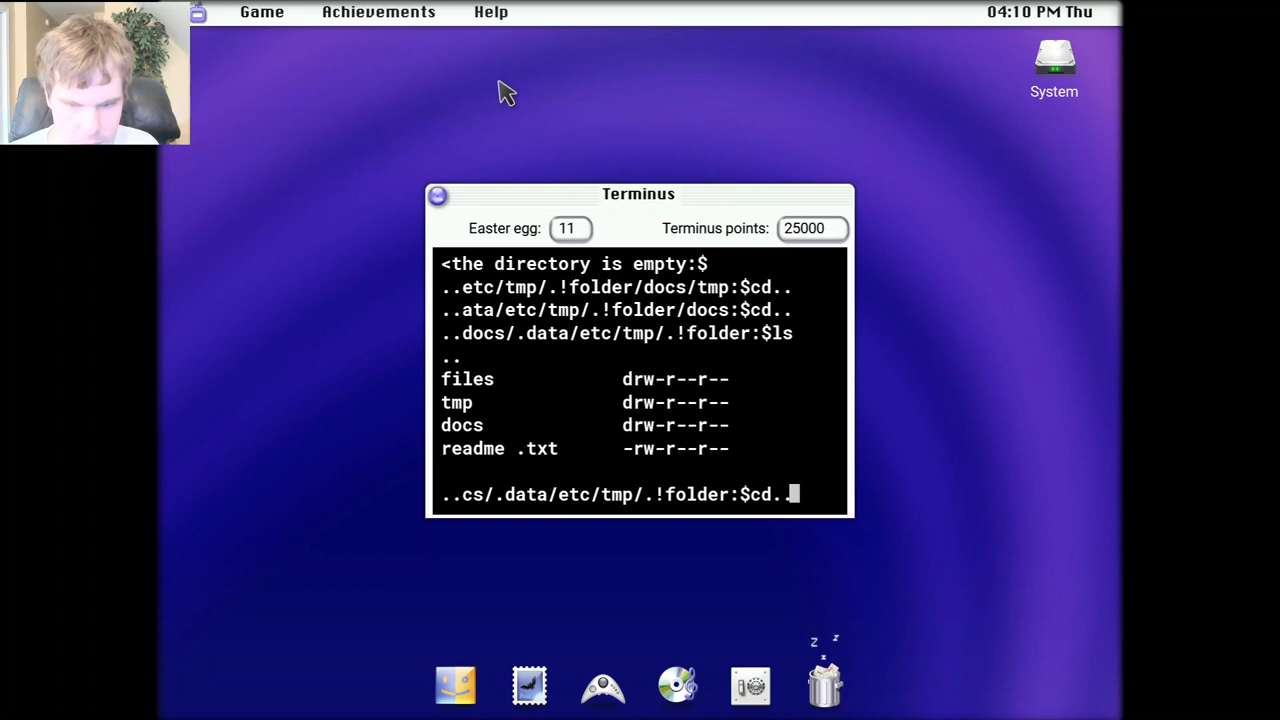 Game Achievements Help 04:10 PM Thu
System
Terminus
Easter egg: 11 Terminus points: 25000
<the directory is empty:$
..etc/tmp/.!folder/docs/tmp:$cd..
..ata/etc/tmp/.!folder/docs:$cd..
..docs/.data/etc/tmp/.!folder:$ls
..
files drw-r--r--
tmp drw-r--r--
docs drw-r--r--
readme .txt -rw-r--r--
..cs/.data/etc/tmp/.!folder:$cd..
z z
z